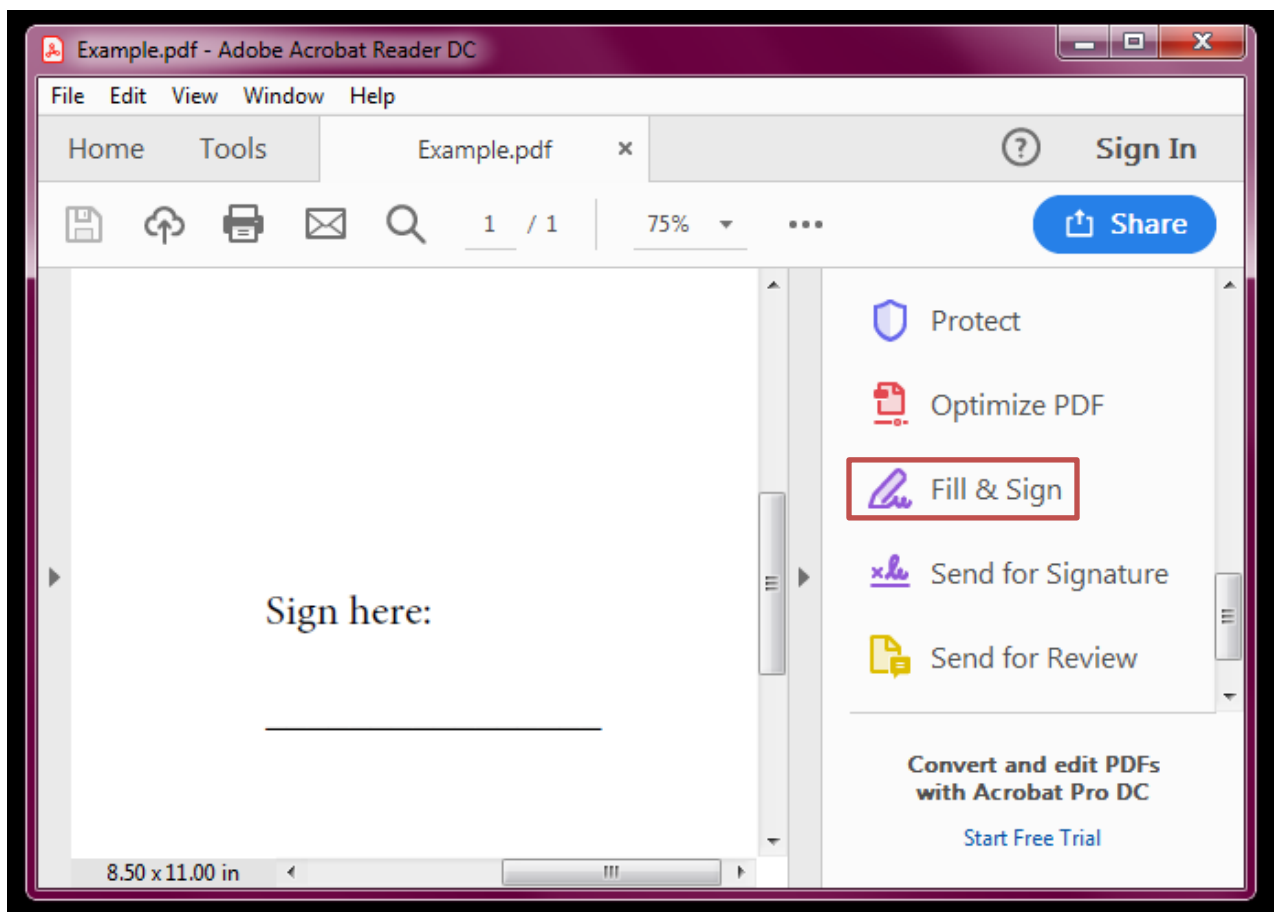 Example.pdf - Adobe Acrobat Reader DC
File Edit View Window Help
Home Tools Example.pdf × ? Sign In
1 / 1 75% Share
Protect
Optimize PDF
Fill & Sign
Send for Signature
Send for Review
Sign here:
Convert and edit PDFs
with Acrobat Pro DC
Start Free Trial
8.50 x 11.00 in